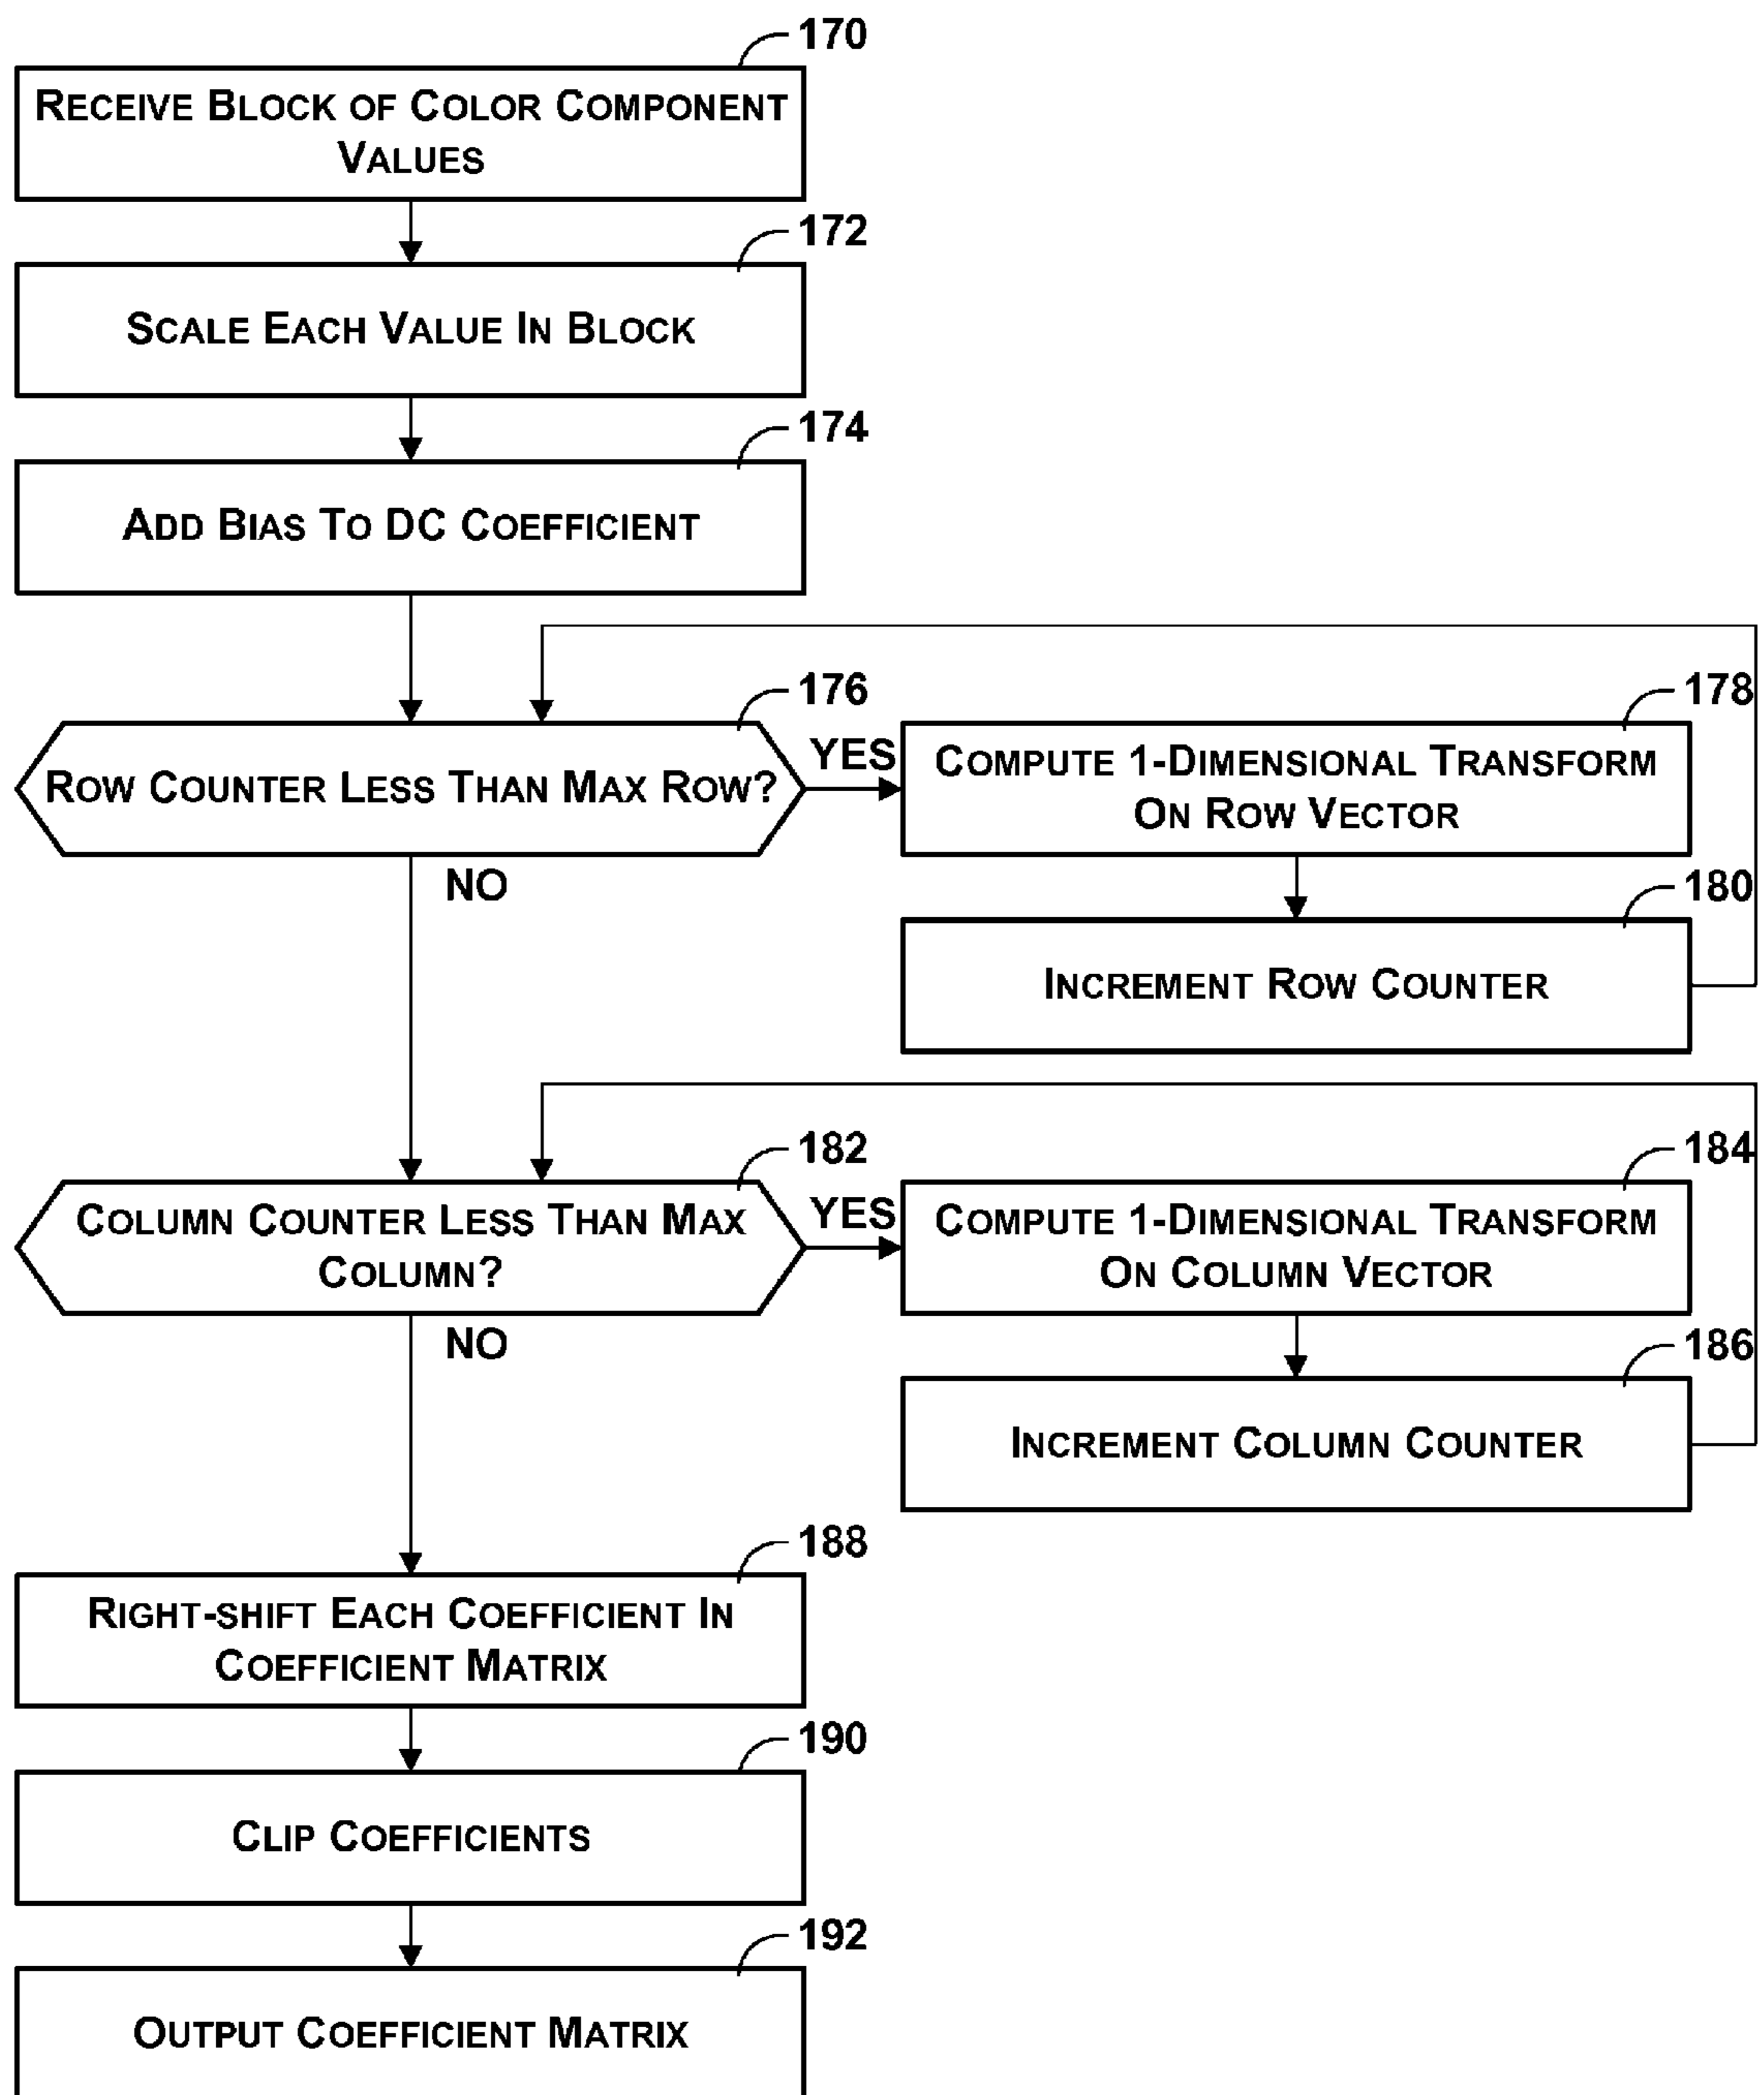 170
RECEIVE BLOCK OF COLOR COMPONENT
VALUES
172
SCALE EACH VALUE IN BLOCK
174
ADD BIAS TO DC COEFFICIENT
176
ROW COUNTER LESS THAN MAX ROW?
YES
178
COMPUTE 1-DIMENSIONAL TRANSFORM
ON ROW VECTOR
NO
180
INCREMENT ROW COUNTER
182
COLUMN COUNTER LESS THAN MAX
COLUMN?
YES
184
COMPUTE 1-DIMENSIONAL TRANSFORM
ON COLUMN VECTOR
NO
186
INCREMENT COLUMN COUNTER
188
RIGHT-SHIFT EACH COEFFICIENT IN
COEFFICIENT MATRIX
190
CLIP COEFFICIENTS
192
OUTPUT COEFFICIENT MATRIX